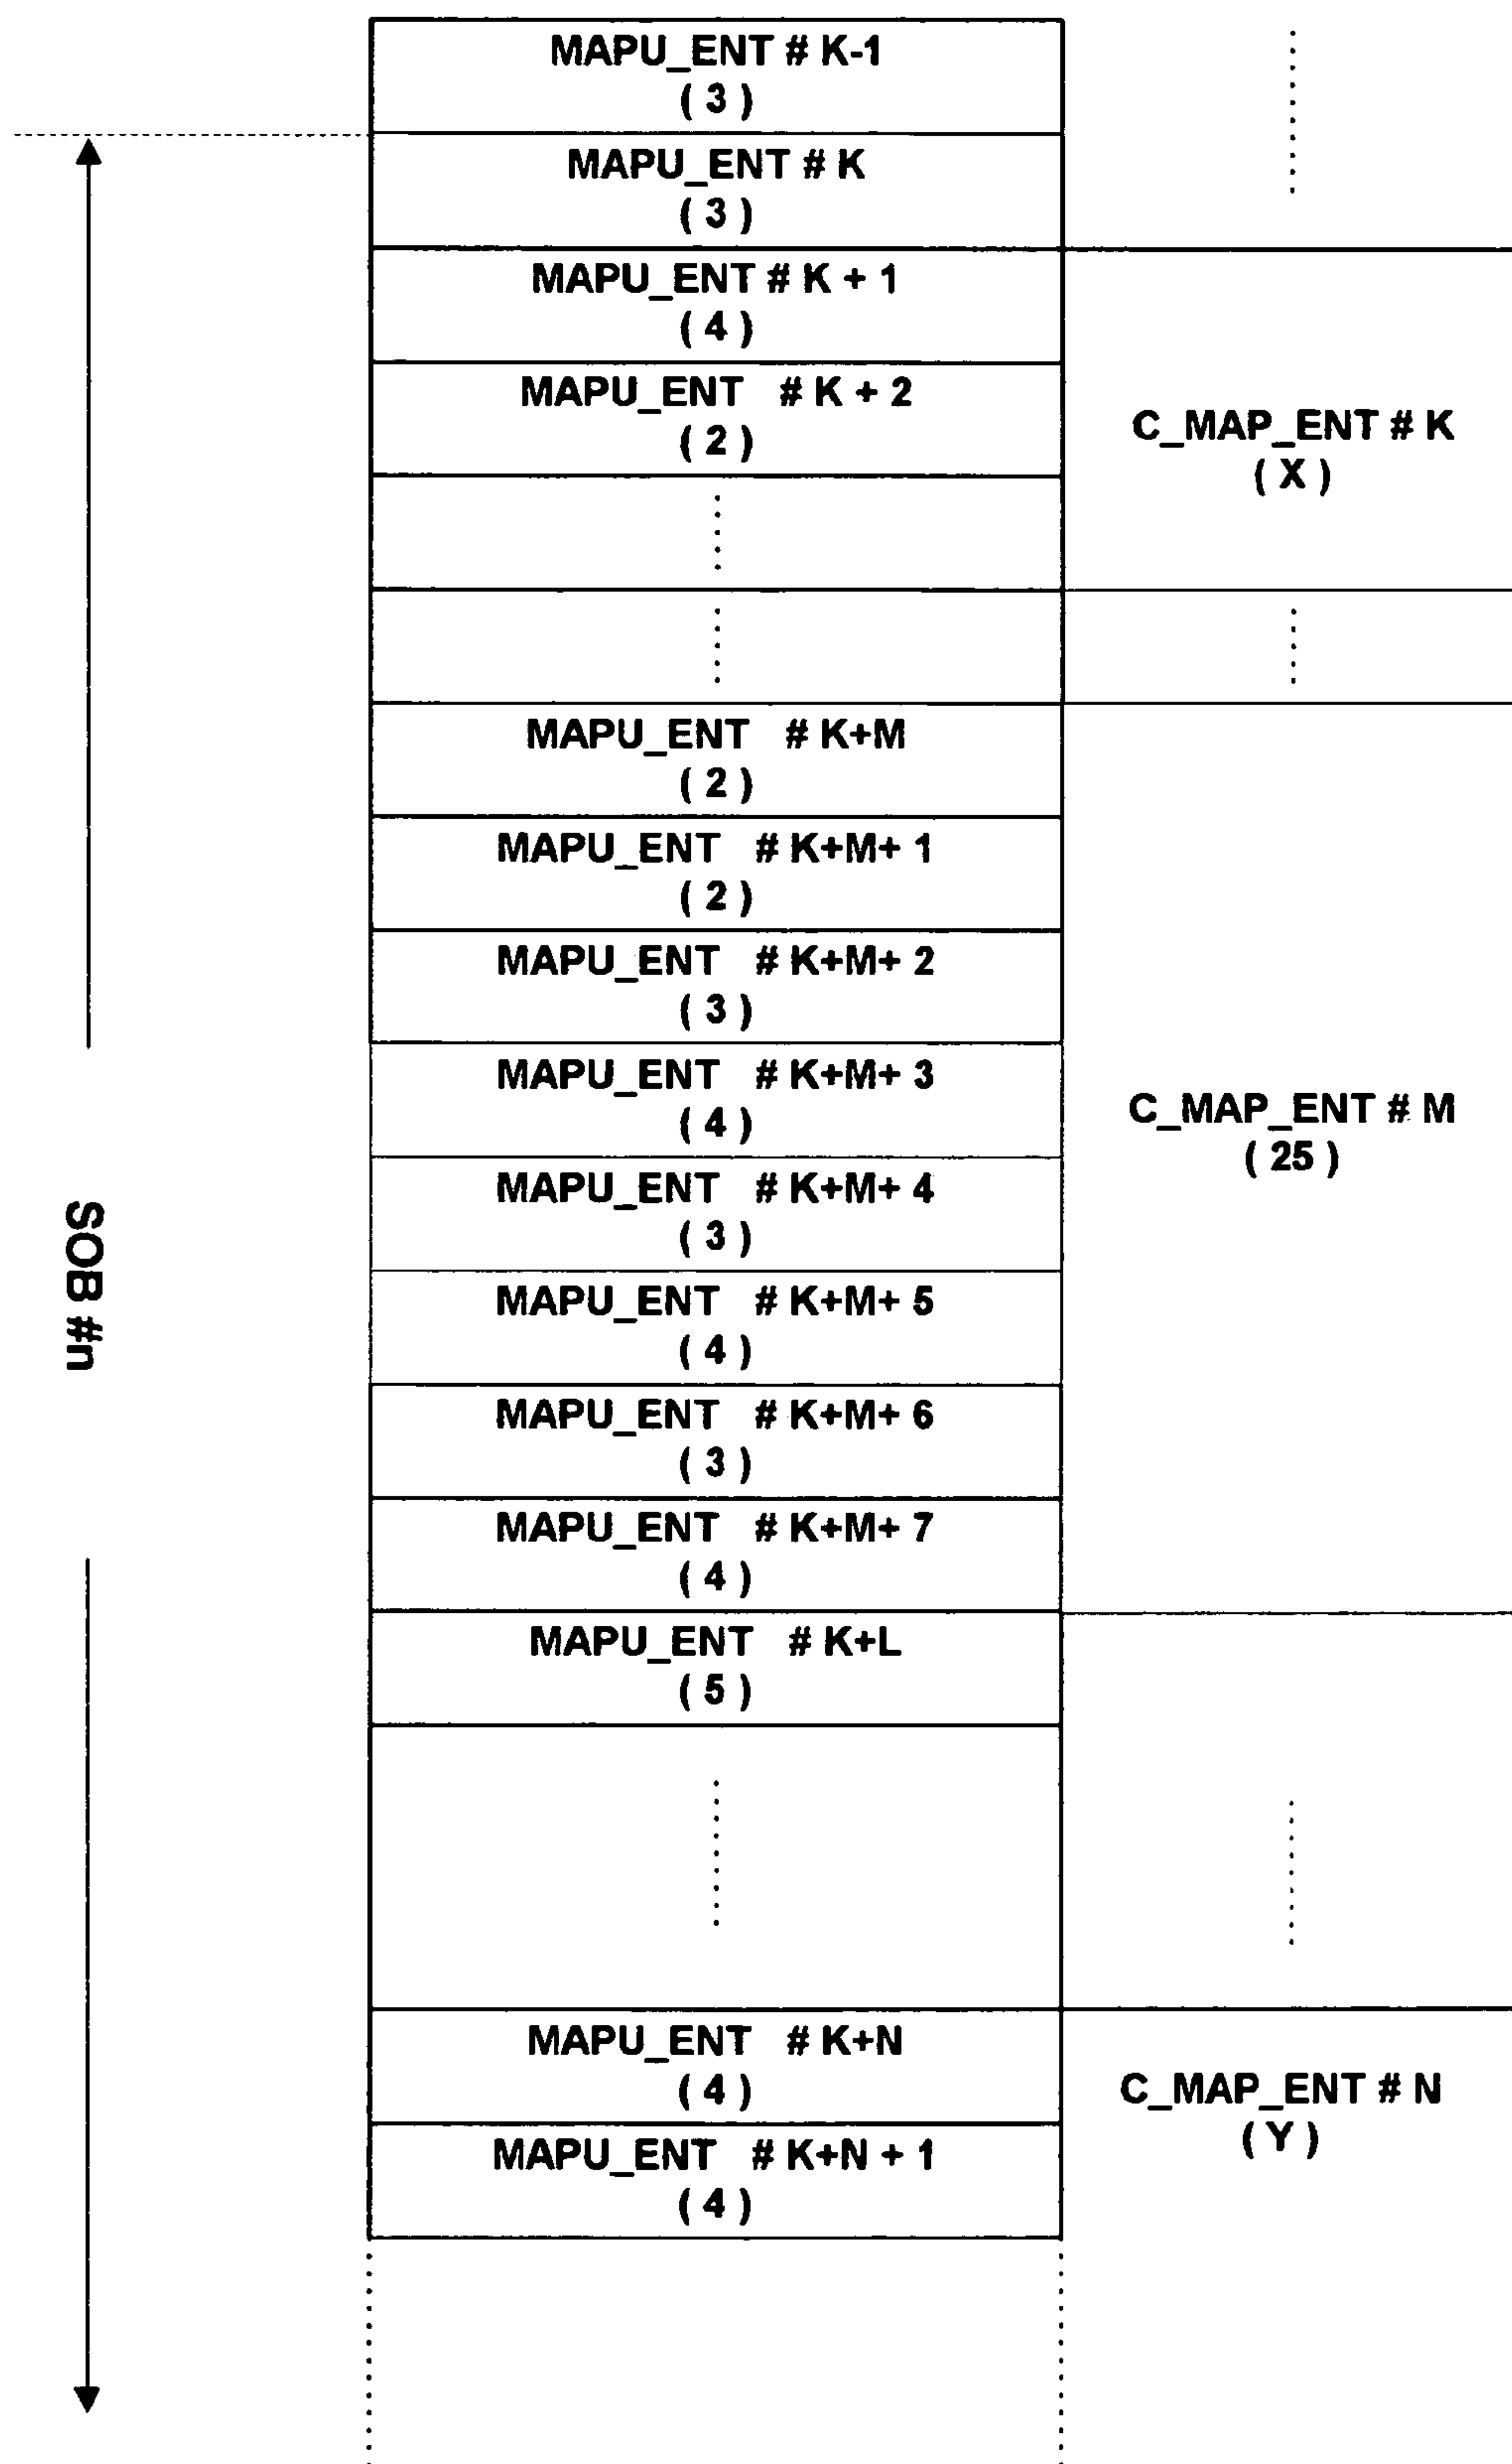 MAPU_ENT # K-1
( 3 )
MAPU_ENT # K
( 3 )
MAPU_ENT # K + 1
( 4 )
MAPU_ENT # K + 2
( 2 )
C_MAP_ENT # K
( X )
MAPU_ENT # K+M
( 2 )
MAPU_ENT # K+M+ 1
( 2 )
MAPU_ENT # K+M+ 2
( 3 )
MAPU_ENT # K+M+ 3
( 4 )
MAPU_ENT # K+M+ 4
( 3 )
MAPU_ENT # K+M+ 5
( 4 )
MAPU_ENT # K+M+ 6
( 3 )
MAPU_ENT # K+M+ 7
( 4 )
C_MAP_ENT # M
( 25 )
SOB #n
MAPU_ENT # K+L
( 5 )
MAPU_ENT # K+N
( 4 )
MAPU_ENT # K+N + 1
( 4 )
C_MAP_ENT # N
( Y )